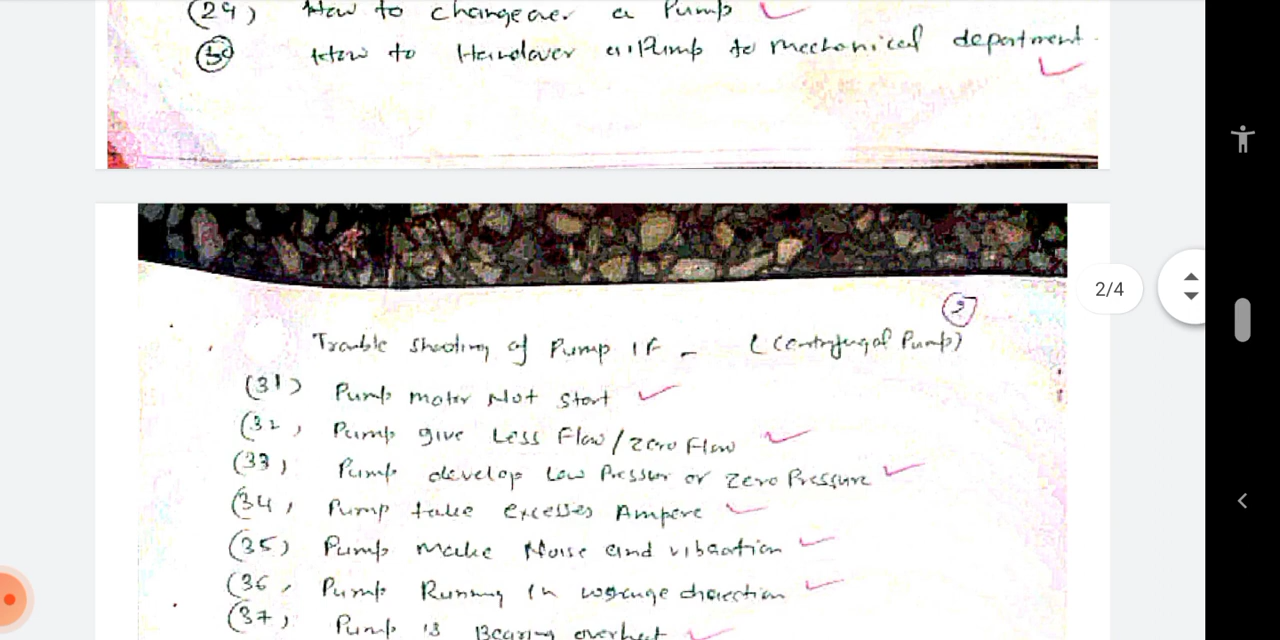 (29) How to changeover a Pump
(30) How to Handover a Pump to mechanical department.
2/4
2
Trouble shooting of Pump IF - (Centrifugal Pump)
(31) Pump motor Not start
(32) Pump give Less Flow/zero Flow
(33) Pump develop Low Pressur or zero Pressure
(34) Pump take excesses Ampere
(35) Pump make Noise and vibration
(36) Pump Running in direction
(37) Pump is Bearing overheat